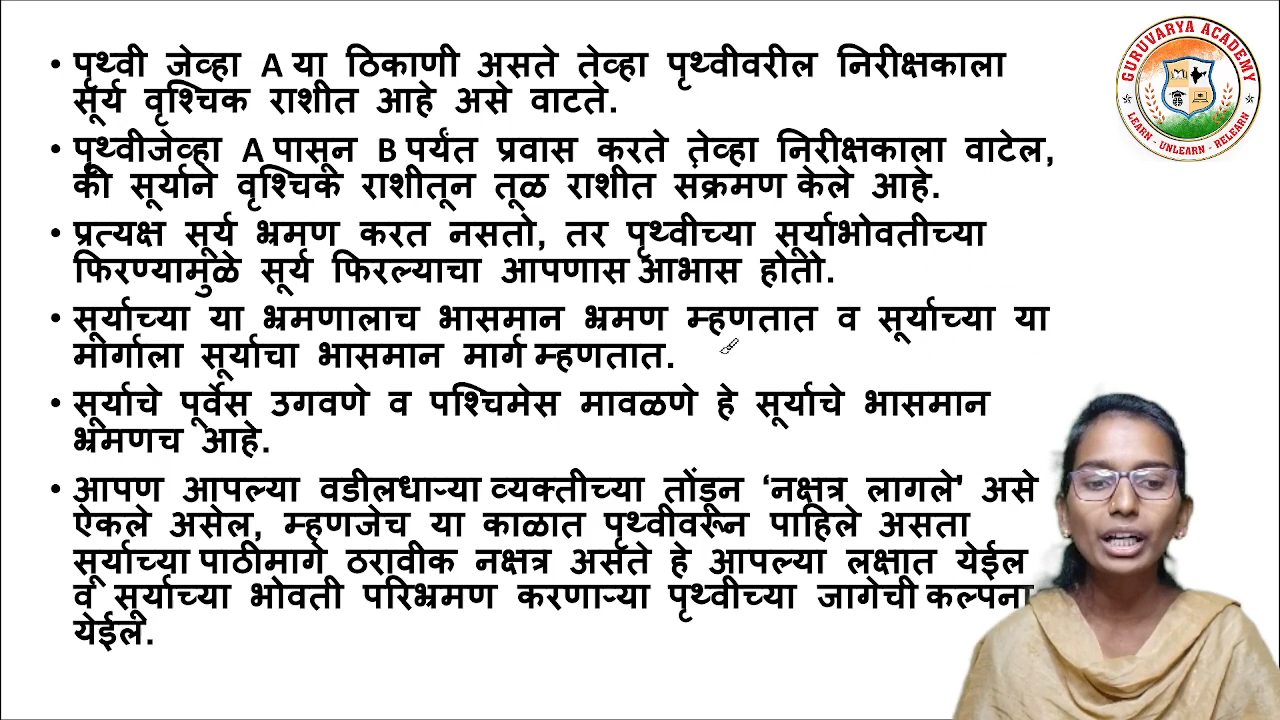 • पृथ्वी जेव्हा A या ठिकाणी असते तेव्हा पृथ्वीवरील निरीक्षकाला
सूर्य वृश्चिक राशीत आहे असे वाटते.
• पृथ्वीजेव्हा A पासून B पर्यंत प्रवास करते तेव्हा निरीक्षकाला वाटेल,
की सूर्याने वृश्चिक राशीतून तूळ राशीत संक्रमण केले आहे.
• प्रत्यक्ष सूर्य भ्रमण करत नसतो, तर पृथ्वीच्या सूर्याभोवतीच्या
फिरण्यामुळे सूर्य फिरल्याचा आपणास आभास होतो.
• सूर्याच्या या भ्रमणालाच भासमान भ्रमण म्हणतात व सूर्याच्या या
मार्गाला सूर्याचा भासमान मार्ग म्हणतात.
• सूर्याचे पूर्वेस उगवणे व पश्चिमेस मावळणे हे सूर्याचे भासमान
भ्रमणच आहे.
• आपण आपल्या वडीलधाऱ्या व्यक्तीच्या तोंडून ‘नक्षत्र लागले’ असे
ऐकले असेल, म्हणजेच या काळात पृथ्वीवरून पाहिले असता
सूर्याच्या पाठीमागे ठरावीक नक्षत्र असते हे आपल्या लक्षात येईल
व सूर्याच्या भोवती परिभ्रमण करणाऱ्या पृथ्वीच्या जागेची कल्पना
येईल.
GURUVARYA ACADEMY
LEARN - UNLEARN - RELEARN